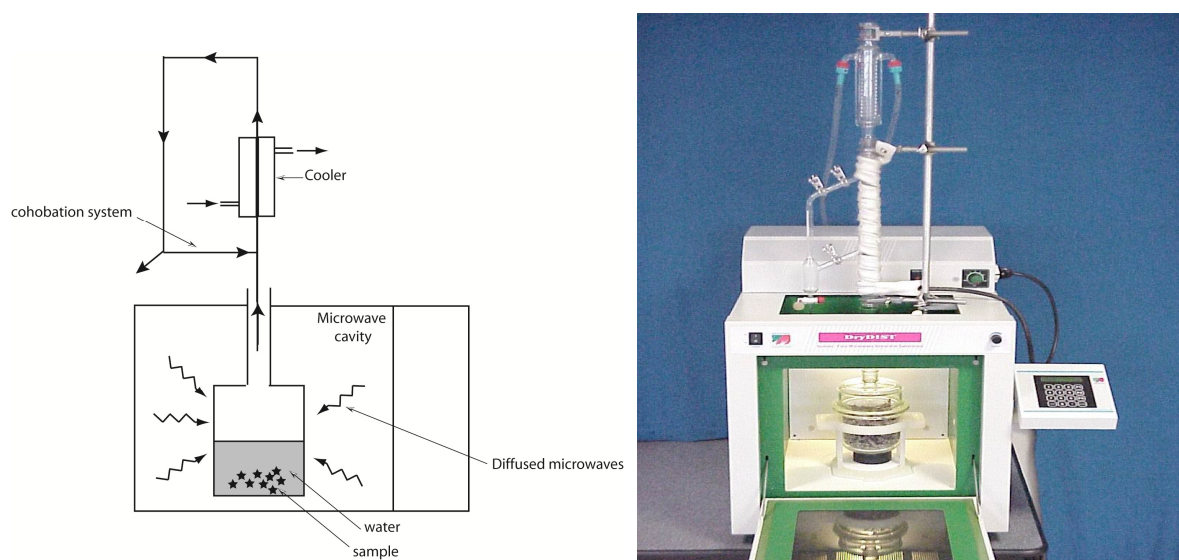 Cooler
cohobation system
Microwave
cavity
Diffused microwaves
water
sample
DryDIST